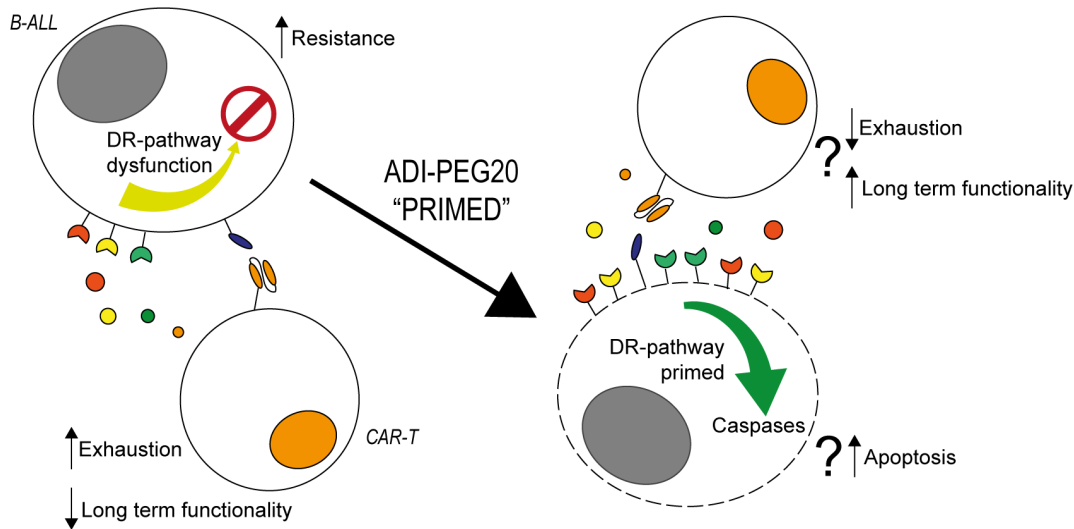 B-ALL
Resistance
DR-pathway
dysfunction
CAR-T
Exhaustion
Long term functionality
ADI-PEG20
“PRIMED”
Exhaustion
?
Long term functionality
DR-pathway
primed
Caspases
? Apoptosis